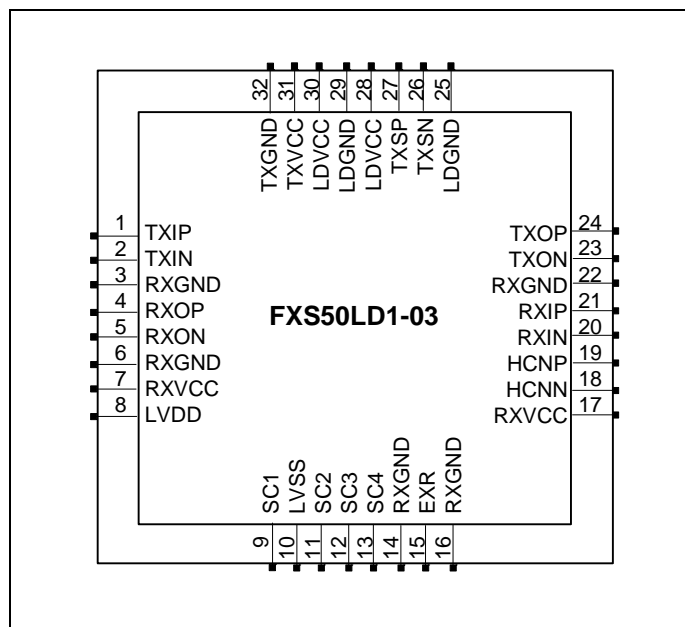 32 31 30 29 28 27 26 25
TXGND TXVCC LDVCC LDGND LDVCC TXSP TXSN LDGND
1 TXIP
2 TXIN
3 RXGND
4 RXOP
5 RXON
6 RXGND
7 RXVCC
8 LVDD
FXS50LD1-03
TXOP 24
TXON 23
RXGND 22
RXIP 21
RXIN 20
HCNP 19
HCNN 18
RXVCC 17
SC1 LVSS SC2 SC3 SC4 RXGND EXR RXGND
9 10 11 12 13 14 15 16